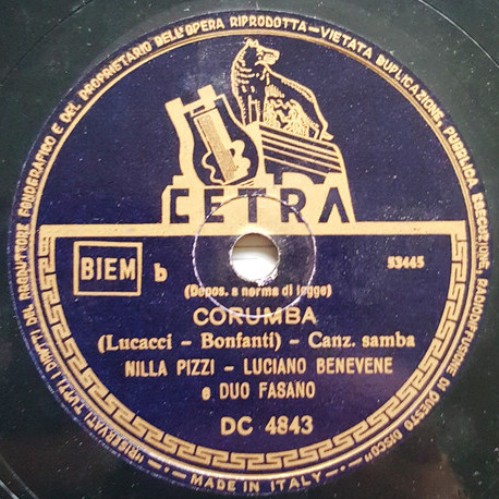 "RISERVATI TUTTI I DIRITTI DEL PRODUTTORE FONOGRAFICO E DEL PROPRIETARIO DELL'OPERA RIPRODOTTA-VIETATA DUPLICAZIONE, PUBBLICA ESECUZIONE, RADIODIFFUSIONE DI QUESTO DISCO"
CETRA
BIEM b
53445
(Depos. a norma di legge)
CORUMBA
(Lucacci - Bonfanti) - Canz. samba
NILLA PIZZI - LUCIANO BENEVENE
e DUO FASANO
DC 4843
-MADE IN ITALY-